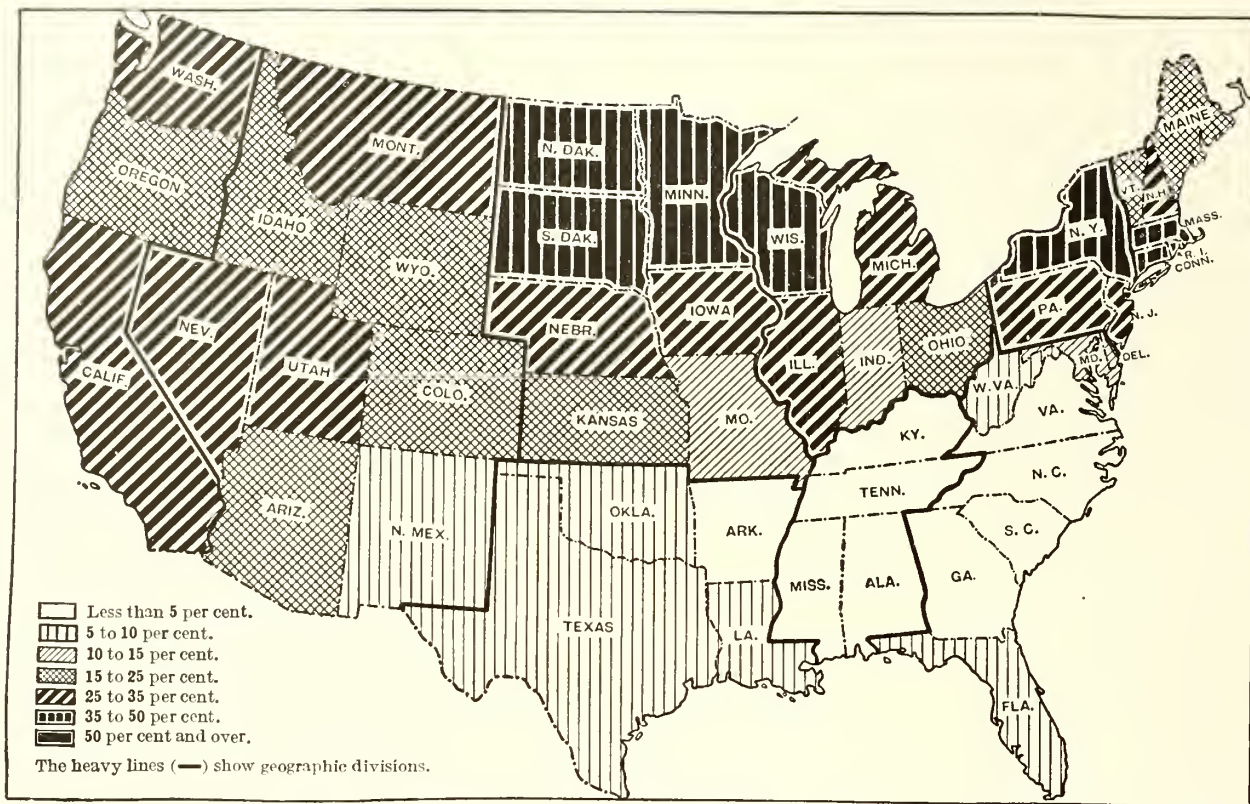 WASH.
MONT.
N. DAK.
MINN.
MAINE
OREGON
IDAHO
WYO.
S. DAK.
WIS.
MICH.
N. Y.
VT.
N.H.
MASS.
R. I.
CONN.
NEV.
UTAH
CALIF.
COLO.
NEBR.
IOWA
ILL.
IND.
OHIO
PA.
N. J.
MD.
DEL.
W. VA.
VA.
KANSAS
MO.
KY.
ARIZ.
N. MEX.
OKLA.
ARK.
TENN.
N. C.
S. C.
TEXAS
LA.
MISS.
ALA.
GA.
FLA.
Less than 5 per cent.
5 to 10 per cent.
10 to 15 per cent.
15 to 25 per cent.
25 to 35 per cent.
35 to 50 per cent.
50 per cent and over.
The heavy lines (—) show geographic divisions.